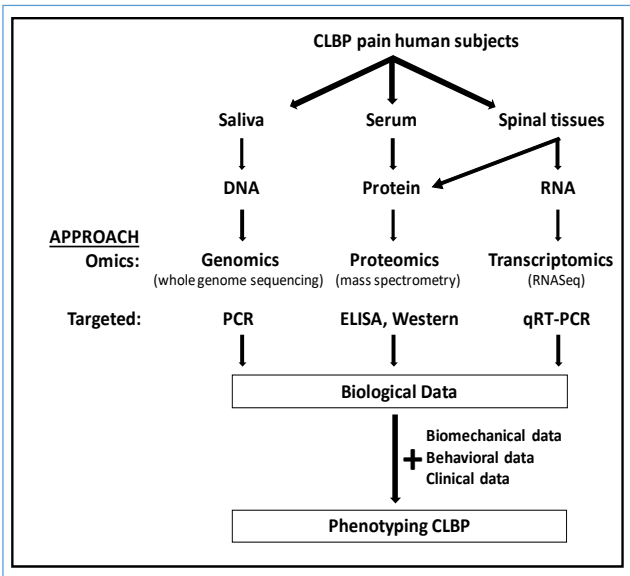 CLBP pain human subjects
Saliva Serum Spinal tissues
DNA Protein RNA
APPROACH
Omics: Genomics Proteomics Transcriptomics
(whole genome sequencing) (mass spectrometry) (RNASeq)
Targeted: PCR ELISA, Western qRT-PCR
Biological Data
Biomechanical data
+ Behavioral data
Clinical data
Phenotyping CLBP